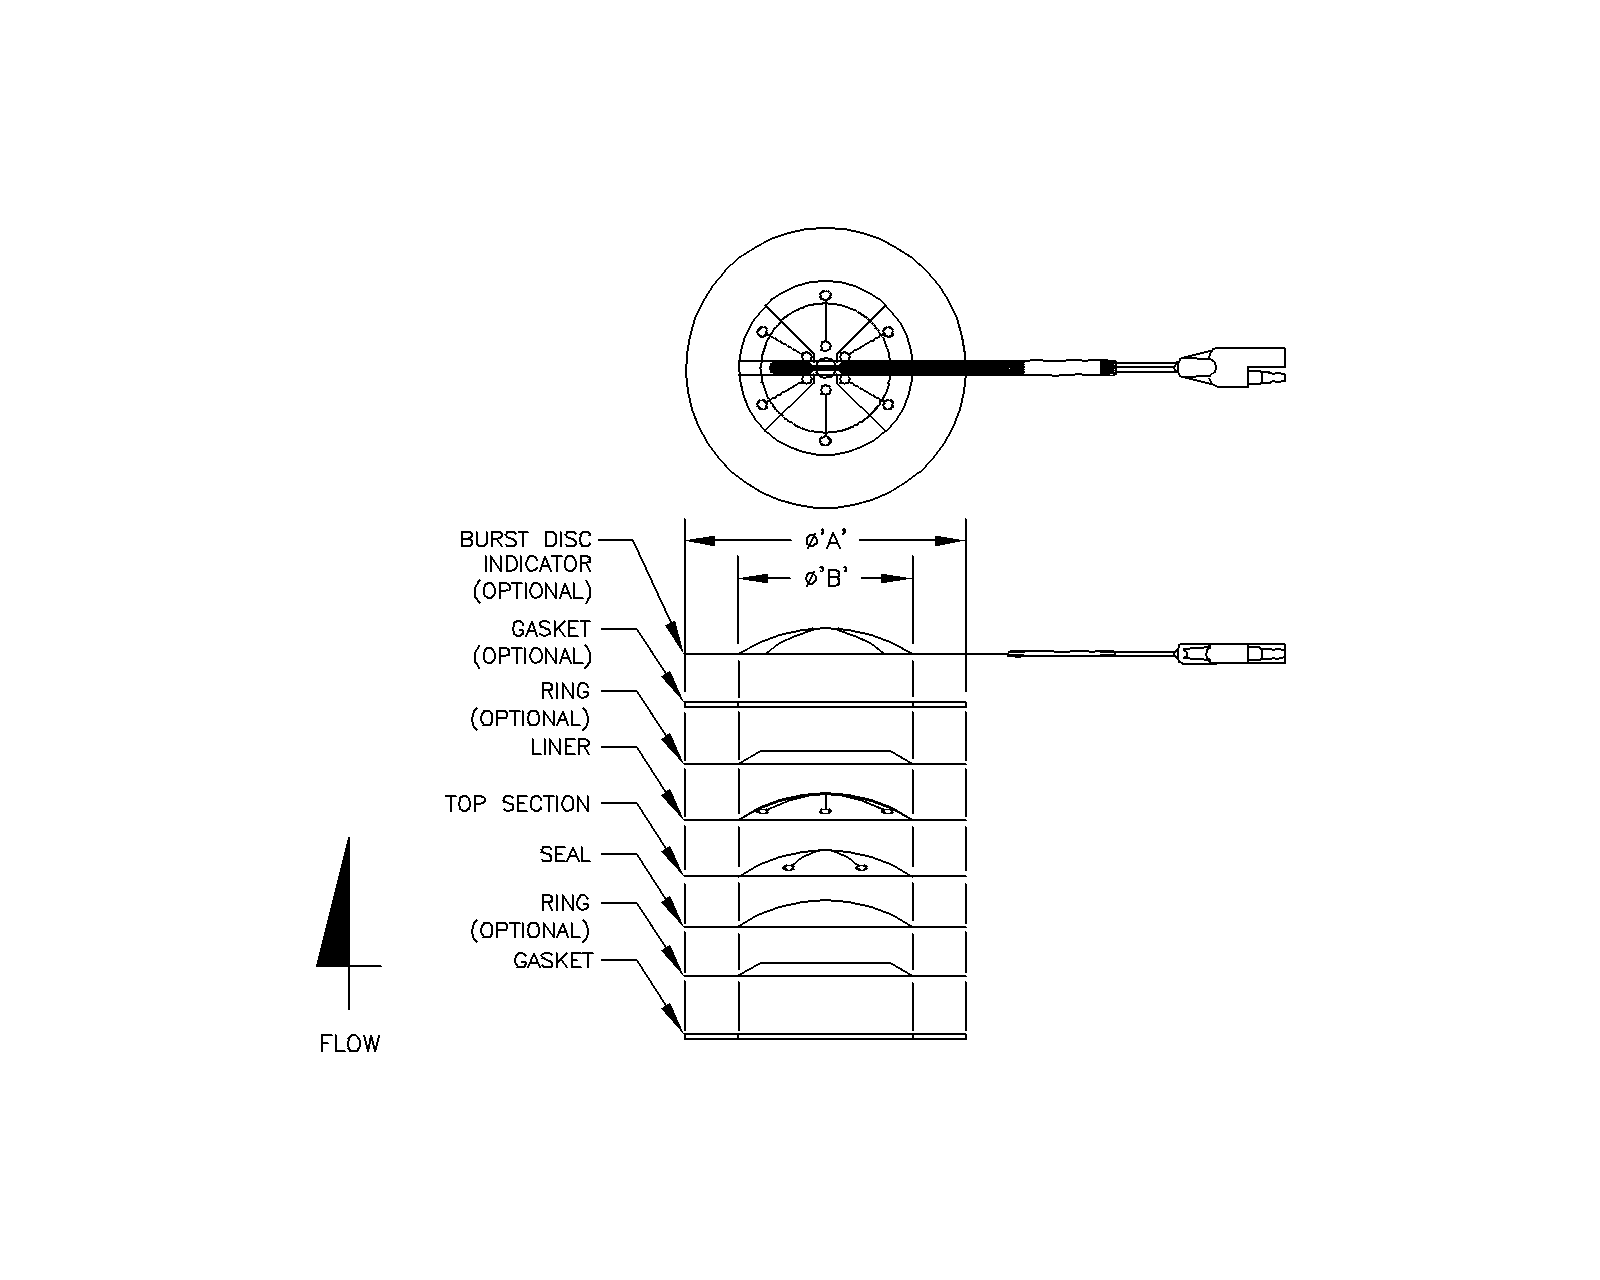 ø'A'
BURST DISC
INDICATOR
(OPTIONAL)
ø'B'
GASKET
(OPTIONAL)
RING
(OPTIONAL)
LINER
TOP SECTION
SEAL
RING
(OPTIONAL)
GASKET
FLOW